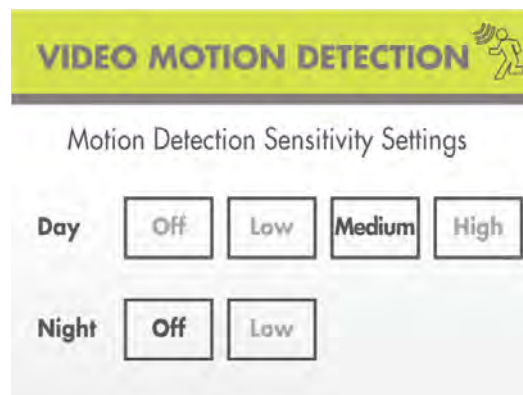 VIDEO MOTION DETECTION
Motion Detection Sensitivity Settings
Day Off Low Medium High
Night Off Low